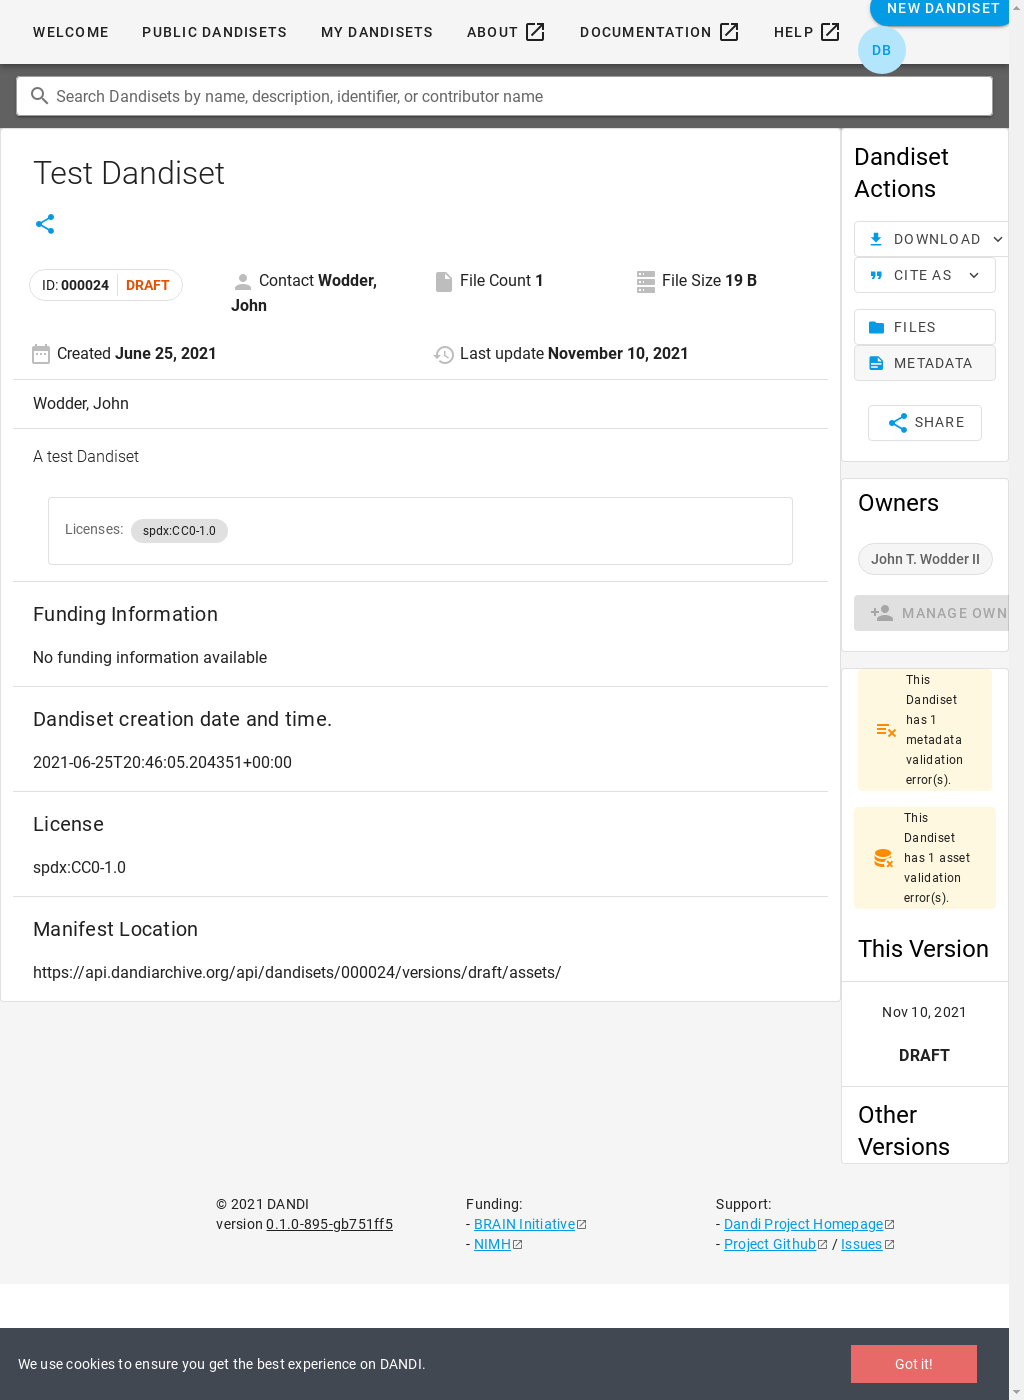 WELCOME
PUBLIC DANDISETS
MY DANDISETS
ABOUT
DOCUMENTATION
HELP
NEW DANDISET
DB
Search Dandisets by name, description, identifier, or contributor name
Test Dandiset
ID: 000024 DRAFT
Contact Wodder,
John
File Count 1
File Size 19 B
Created June 25, 2021
Last update November 10, 2021
Wodder, John
A test Dandiset
Licenses: spdx:CC0-1.0
Funding Information
No funding information available
Dandiset creation date and time.
2021-06-25T20:46:05.204351+00:00
License
spdx:CC0-1.0
Manifest Location
https://api.dandiarchive.org/api/dandisets/000024/versions/draft/assets/
Dandiset
Actions
DOWNLOAD
CITE AS
FILES
METADATA
SHARE
Owners
John T. Wodder II
MANAGE OWN
This
Dandiset
has 1
metadata
validation
error(s).
This
Dandiset
has 1 asset
validation
error(s).
This Version
Nov 10, 2021
DRAFT
Other
Versions
© 2021 DANDI
version 0.1.0-895-gb751ff5
Funding:
- BRAIN Initiative
- NIMH
Support:
- Dandi Project Homepage
- Project Github / Issues
We use cookies to ensure you get the best experience on DANDI.
Got it!